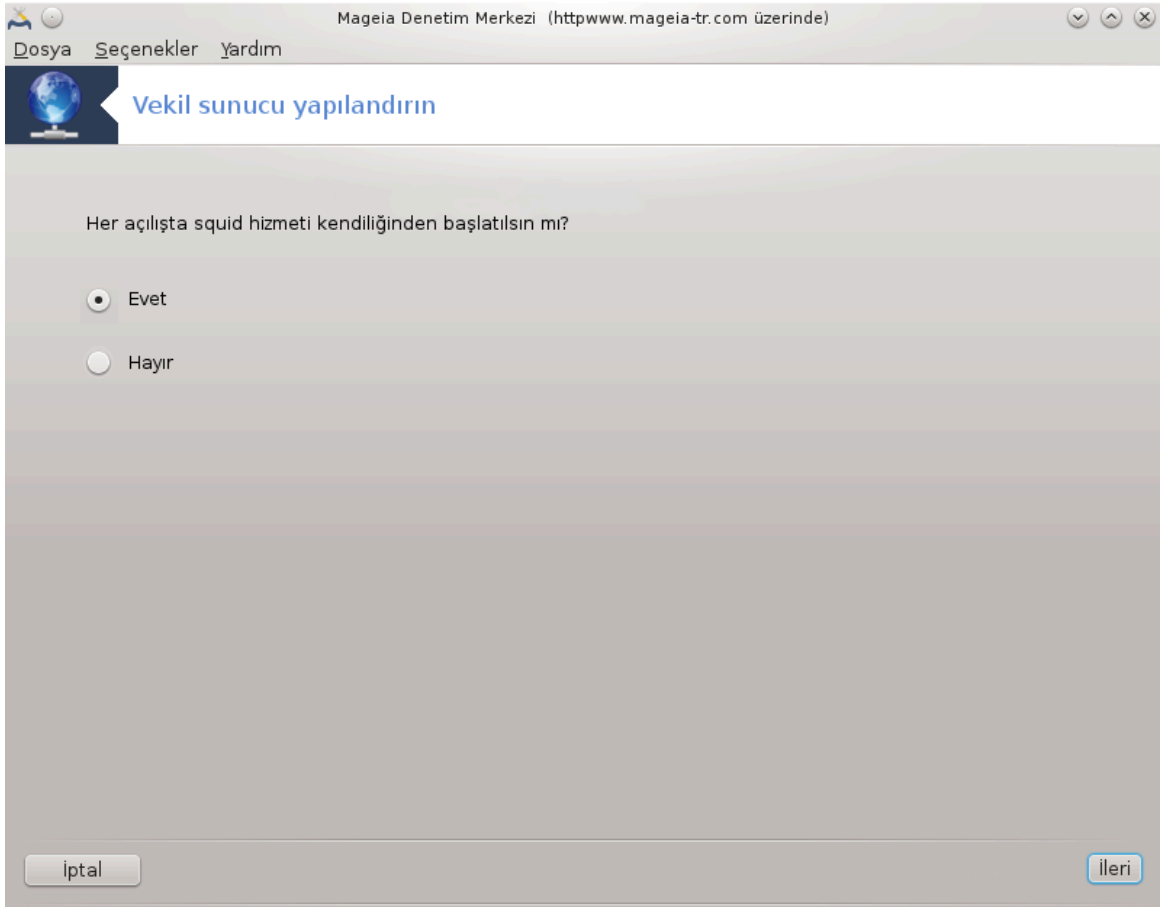 Mageia Denetim Merkezi (httpwww.mageia-tr.com üzerinde)
Dosya Seçenekler Yardım
Vekil sunucu yapılandırın
Her açılışta squid hizmeti kendiliğinden başlatılsın mı?
Evet
Hayır
İptal İleri